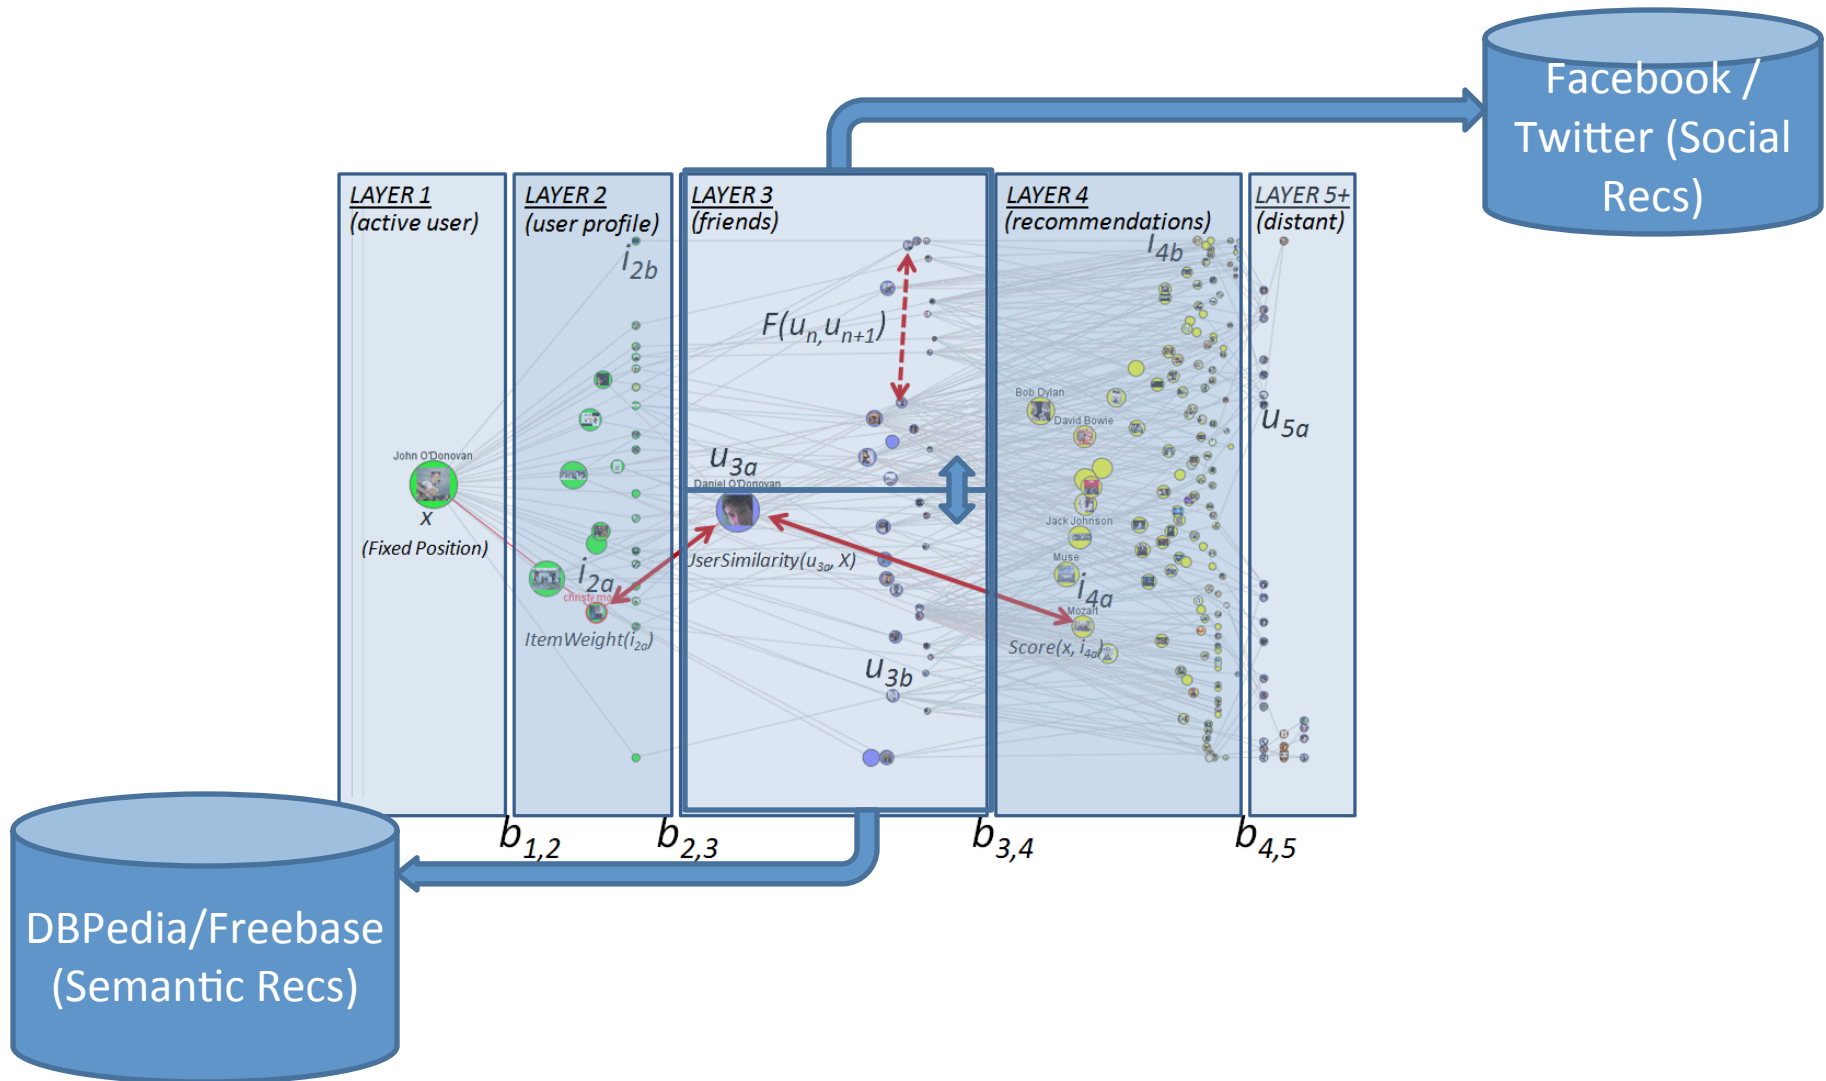 Facebook /
Twitter (Social
Recs)
LAYER 1
(active user)
LAYER 2
(user profile)
LAYER 3
(friends)
LAYER 4
(recommendations)
LAYER 5+
(distant)
i2b
i4b
F(un,un+1)
Bob Dylan
David Bowie
u5a
John O'Donovan
x
(Fixed Position)
u3a
Daniel O'Donovan
UserSimilarity(u3a, X)
Jack Johnson
Muse
i2a
christy mo
ItemWeight(i2a)
i4a
Mozart
Score(x, i4a)
u3b
b1,2
b2,3
b3,4
b4,5
DBPedia/Freebase
(Semantic Recs)